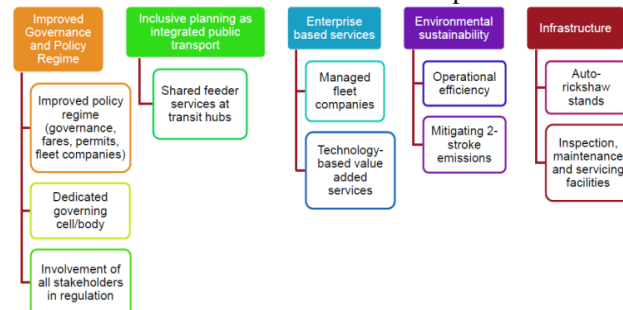 Improved
Governance
and Policy
Regime
Improved policy
regime
(governance,
fares, permits,
fleet companies)
Dedicated
governing
cell/body
Involvement of
all stakeholders
in regulation
Inclusive planning as
integrated public
transport
Shared feeder
services at
transit hubs
Enterprise
based services
Managed
fleet
companies
Technology-
based value
added
services
Environmental
sustainability
Operational
efficiency
Mitigating 2-
stroke
emissions
Infrastructure
Auto-
rickshaw
stands
Inspection,
maintenance
and servicing
facilities